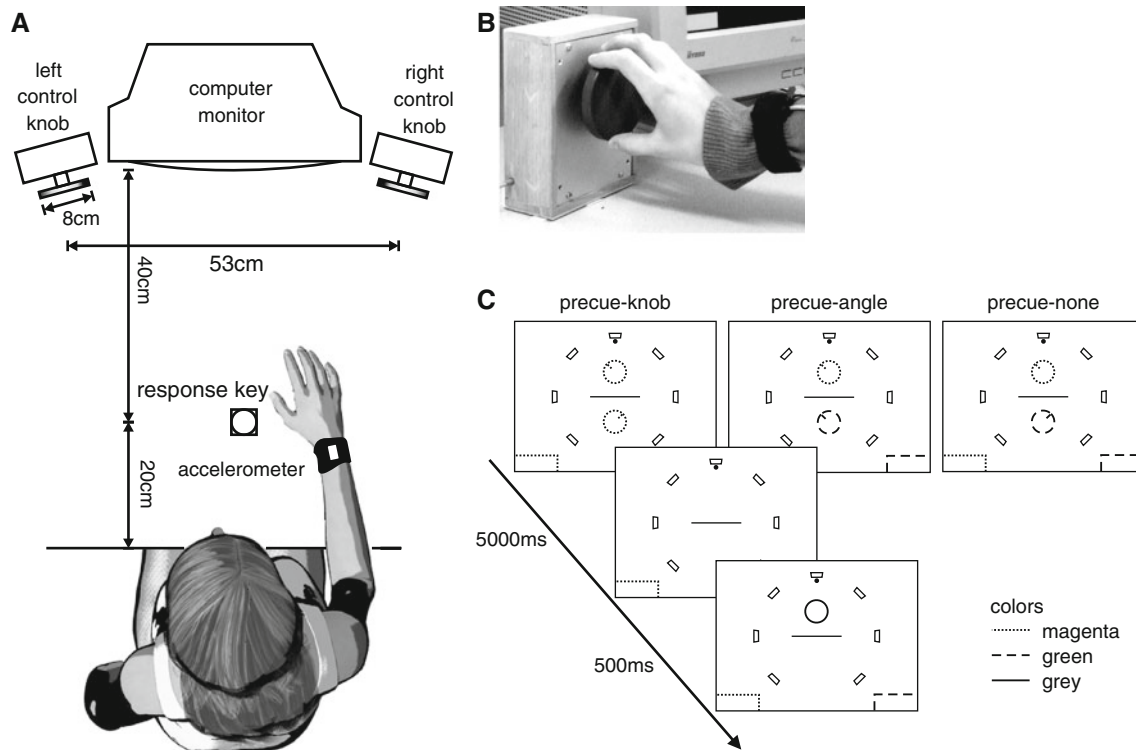 A
left
control
knob
computer
monitor
right
control
knob
8cm
53cm
40cm
response key
accelerometer
20cm
B
C
precue-knob
precue-angle
precue-none
5000ms
500ms
colors
magenta
green
grey